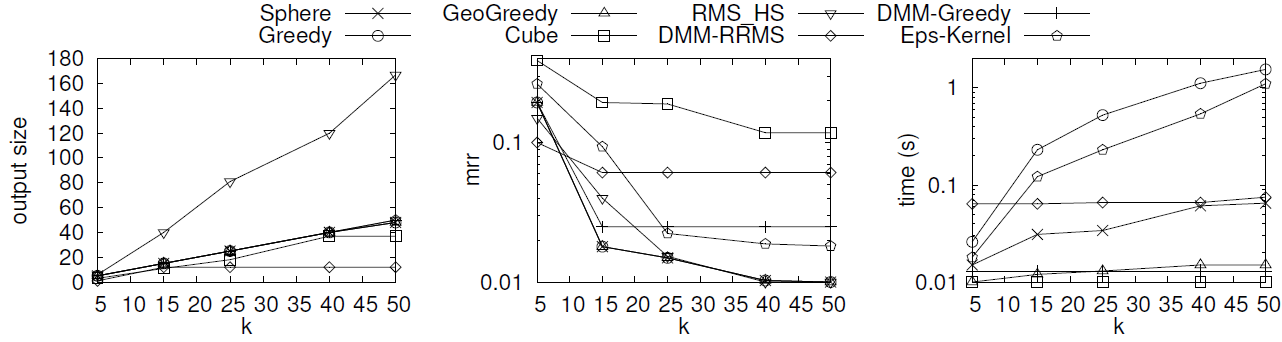 Sphere GeoGreedy RMS_HS DMM-Greedy
Greedy Cube DMM-RRMS Eps-Kernel
output size
180
160
140
120
100
80
60
40
20
0
5 10 15 20 25 30 35 40 45 50
k
mrr
0.1
0.01
5 10 15 20 25 30 35 40 45 50
k
time (s)
1
0.1
0.01
5 10 15 20 25 30 35 40 45 50
k